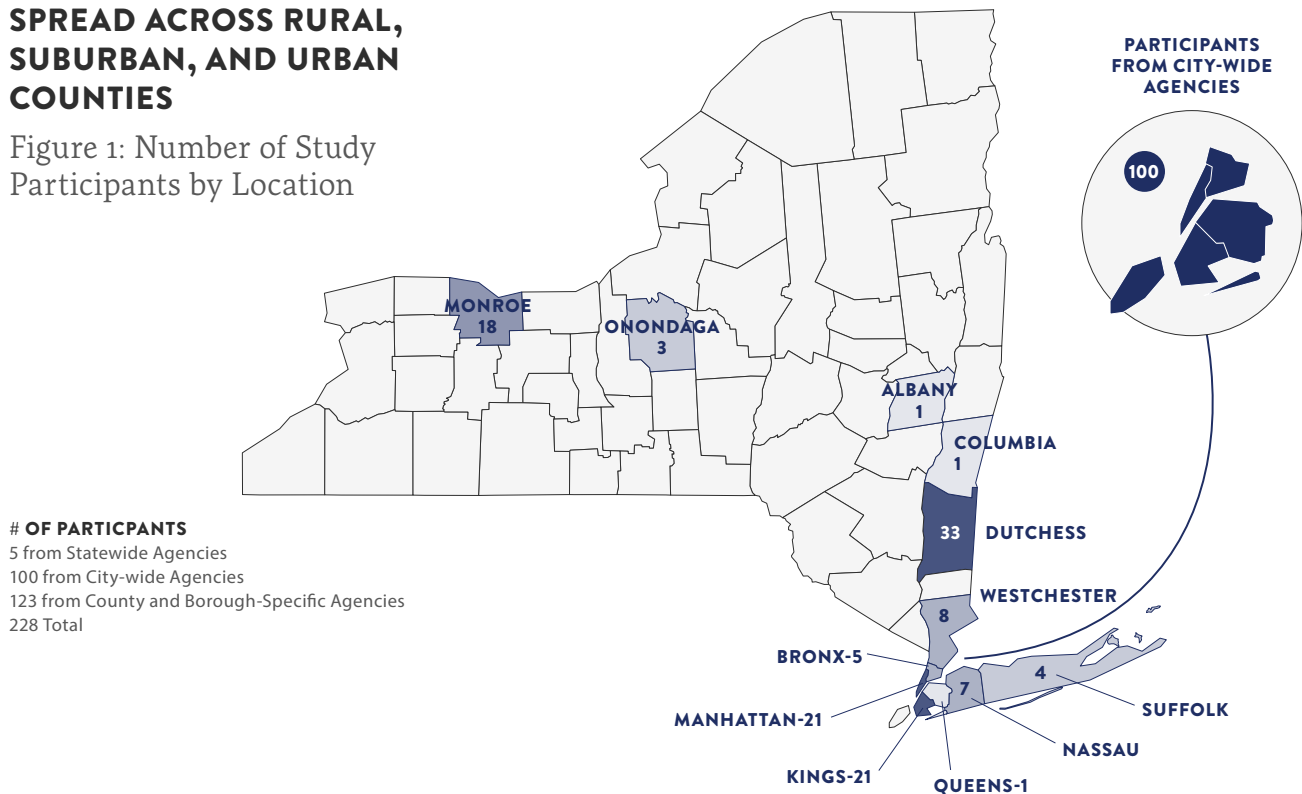 SPREAD ACROSS RURAL,
SUBURBAN, AND URBAN
COUNTIES
Figure 1: Number of Study
Participants by Location
PARTICIPANTS
FROM CITY-WIDE
AGENCIES
100
MONROE
18
ONONDAGA
3
ALBANY
1
COLUMBIA
1
33 DUTCHESS
WESTCHESTER
8
# OF PARTICPANTS
5 from Statewide Agencies
100 from City-wide Agencies
123 from County and Borough-Specific Agencies
228 Total
BRONX-5
4
7
SUFFOLK
MANHATTAN-21
NASSAU
KINGS-21
QUEENS-1